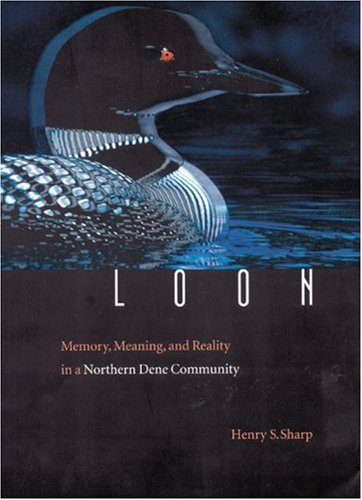 LOON
Memory, Meaning, and Reality
in a Northern Dene Community
Henry S. Sharp